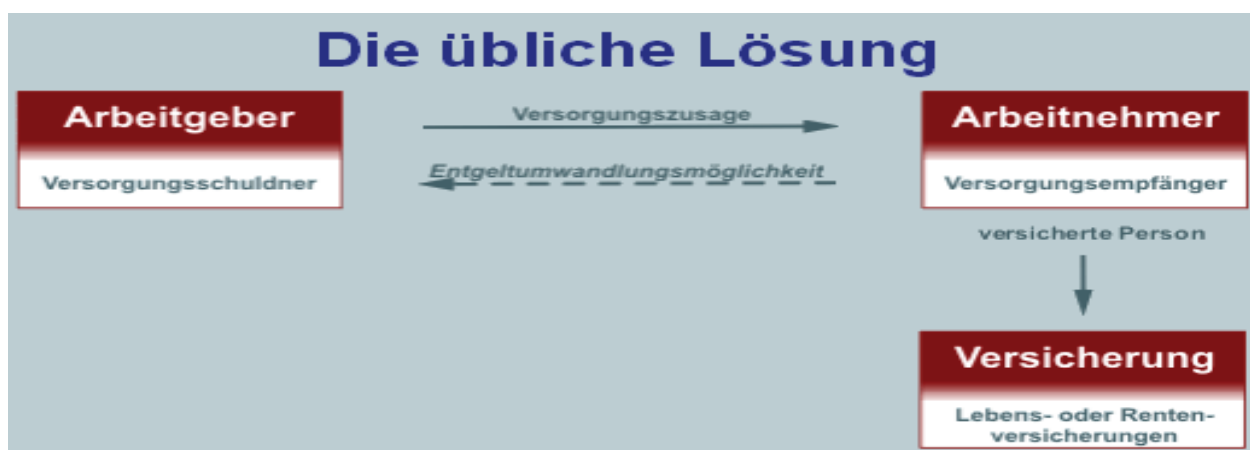 Die übliche Lösung
Arbeitgeber
Versorgungsschuldner
Versorgungszusage
Entgeltumwandlungsmöglichkeit
Arbeitnehmer
Versorgungsempfänger
versicherte Person
Versicherung
Lebens- oder Renten-
versicherungen